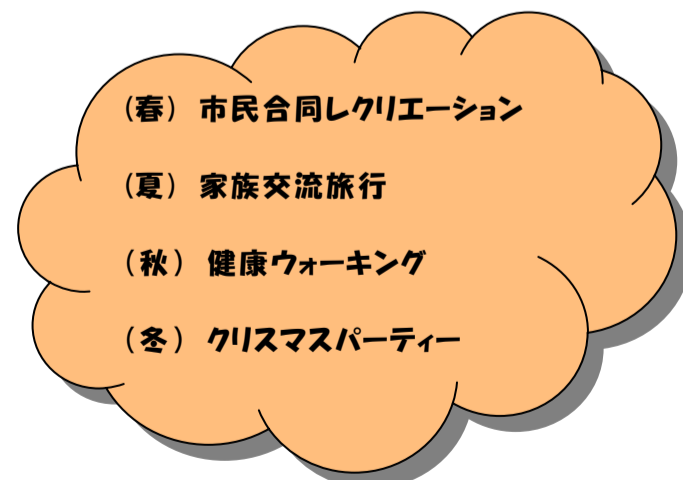 （春） 市民合同レクリエーション
（夏） 家族交流旅行
（秋） 健康ウォーキング
（冬） クリスマスパーティー